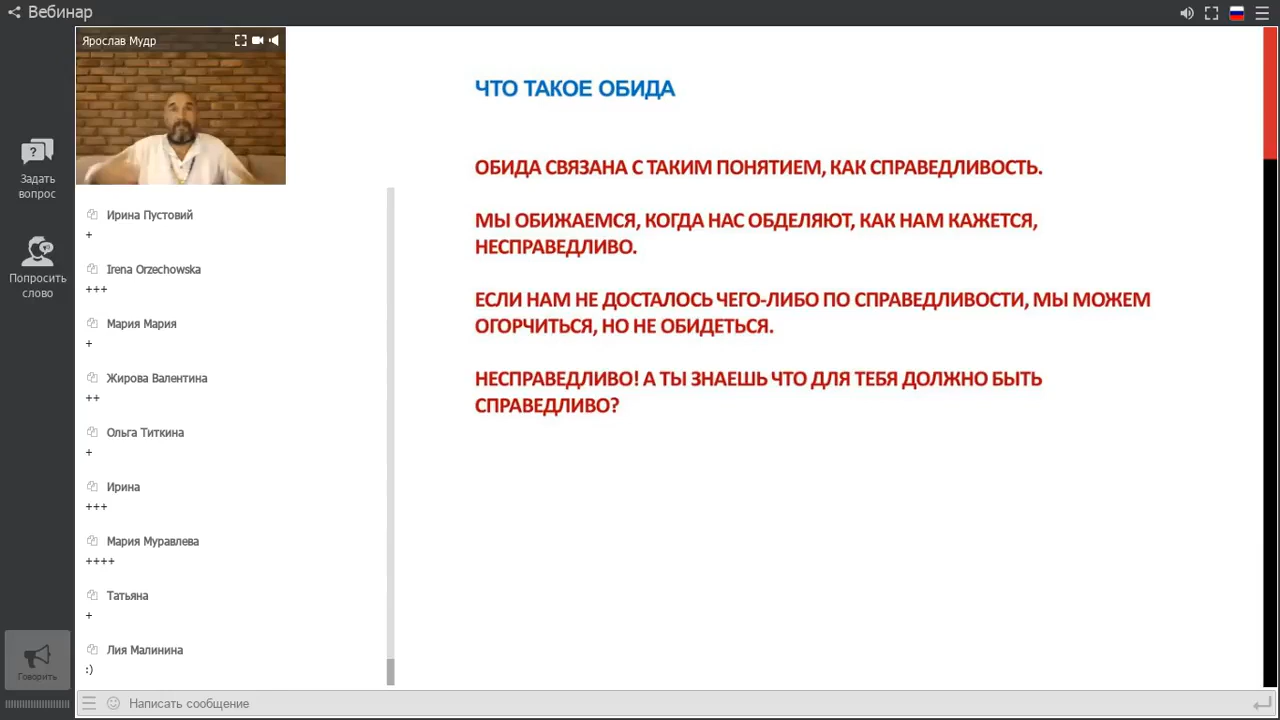 Вебинар
Ярослав Мудр
Задать
вопрос
Попросить
слово
Говорить
Ирина Пустовий
+
Irena Orzechowska
+++
Мария Мария
+
Жирова Валентина
++
Ольга Титкина
+
Ирина
+++
Мария Муравлева
++++
Татьяна
+
Лия Малинина
:)
Написать сообщение
ЧТО ТАКОЕ ОБИДА
ОБИДА СВЯЗАНА С ТАКИМ ПОНЯТИЕМ, КАК СПРАВЕДЛИВОСТЬ.
МЫ ОБИЖАЕМСЯ, КОГДА НАС ОБДЕЛЯЮТ, КАК НАМ КАЖЕТСЯ,
НЕСПРАВЕДЛИВО.
ЕСЛИ НАМ НЕ ДОСТАЛОСЬ ЧЕГО-ЛИБО ПО СПРАВЕДЛИВОСТИ, МЫ МОЖЕМ
ОГОРЧИТЬСЯ, НО НЕ ОБИДЕТЬСЯ.
НЕСПРАВЕДЛИВО! А ТЫ ЗНАЕШЬ ЧТО ДЛЯ ТЕБЯ ДОЛЖНО БЫТЬ
СПРАВЕДЛИВО?